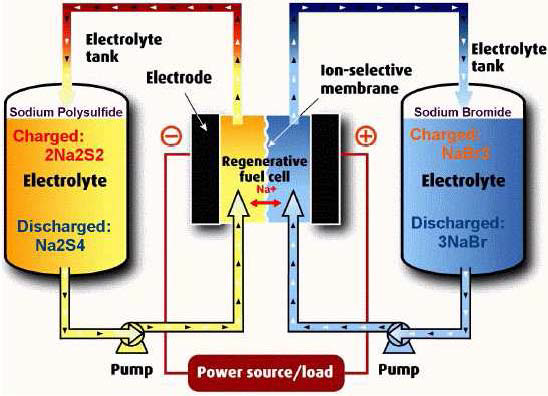 Electrolyte
tank
Electrode
Ion-selective
membrane
Electrolyte
tank
Sodium Polysulfide
Charged:
2Na2S2
Electrolyte
Discharged:
Na2S4
−
+
Regenerative
fuel cell
Na+
Sodium Bromide
Charged:
NaBr3
Electrolyte
Discharged:
3NaBr
Pump
Power source/load
Pump